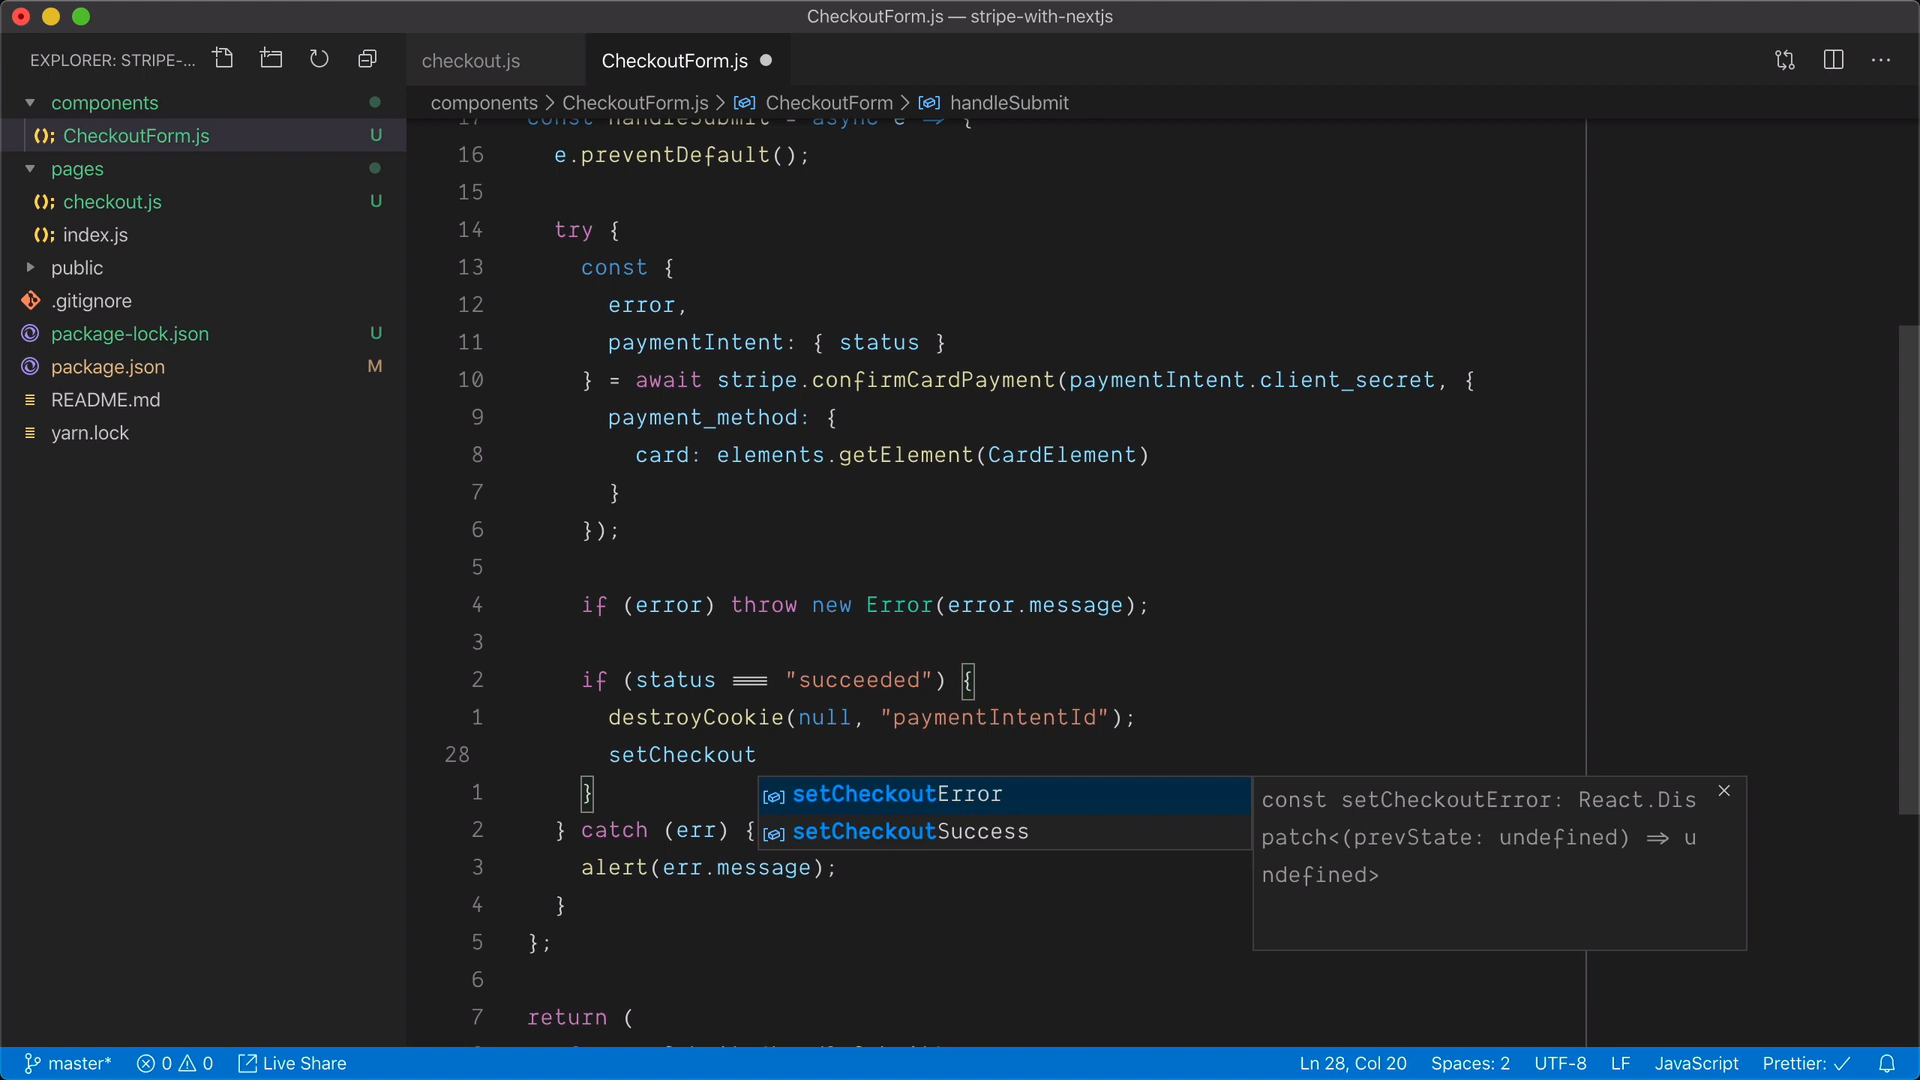 CheckoutForm.js — stripe-with-nextjs
EXPLORER: STRIPE-...
checkout.js
CheckoutForm.js
components > CheckoutForm.js > CheckoutForm > handleSubmit
components
CheckoutForm.js U
pages
checkout.js U
index.js
public
.gitignore
package-lock.json U
package.json M
README.md
yarn.lock
17 const handleSubmit = async e => {
16 e.preventDefault();
15
14 try {
13 const {
12 error,
11 paymentIntent: { status }
10 } = await stripe.confirmCardPayment(paymentIntent.client_secret, {
9 payment_method: {
8 card: elements.getElement(CardElement)
7 }
6 });
5
4 if (error) throw new Error(error.message);
3
2 if (status === "succeeded") {
1 destroyCookie(null, "paymentIntentId");
28 setCheckout
1 }
2 } catch (err) {
3 alert(err.message);
4 }
5 };
6
7 return (
setCheckoutError
setCheckoutSuccess
const setCheckoutError: React.Dis
patch<(prevState: undefined) => u
ndefined>
master* 0 0 Live Share
Ln 28, Col 20 Spaces: 2 UTF-8 LF JavaScript Prettier: ✓